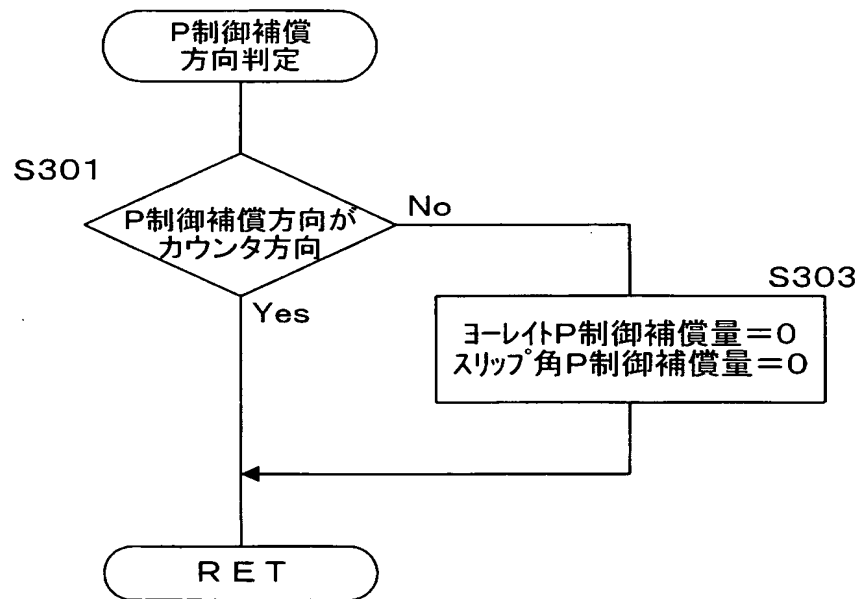 P制御補償
方向判定
S301
P制御補償方向が
カウンタ方向
No
Yes
S303
ヨーレイトP制御補償量=0
スリップ角P制御補償量=0
RET